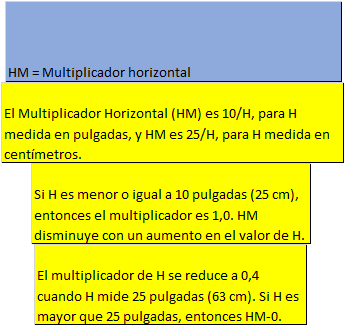 HM = Multiplicador horizontal
El Multiplicador Horizontal (HM) es 10/H, para H
medida en pulgadas, y HM es 25/H, para H medida en
centímetros.
Si H es menor o igual a 10 pulgadas (25 cm),
entonces el multiplicador es 1,0. HM
disminuye con un aumento en el valor de H.
El multiplicador de H se reduce a 0,4
cuando H mide 25 pulgadas (63 cm). Si H es
mayor que 25 pulgadas, entonces HM-0.